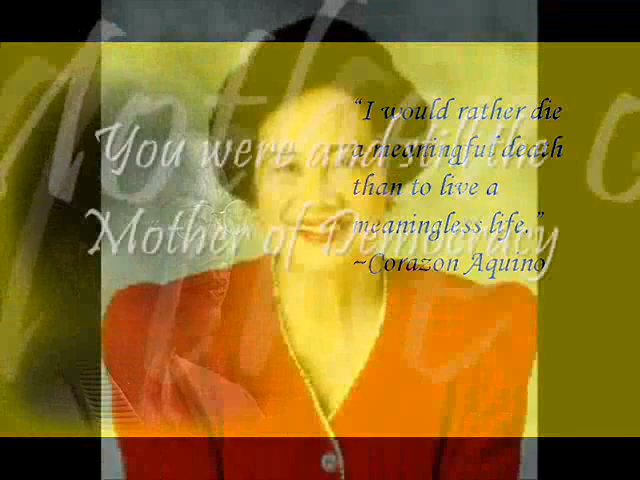 “I would rather die
a meaningful death
than to live a
meaningless life.”
~Corazon Aquino
You were and still the
Mother of Democracy